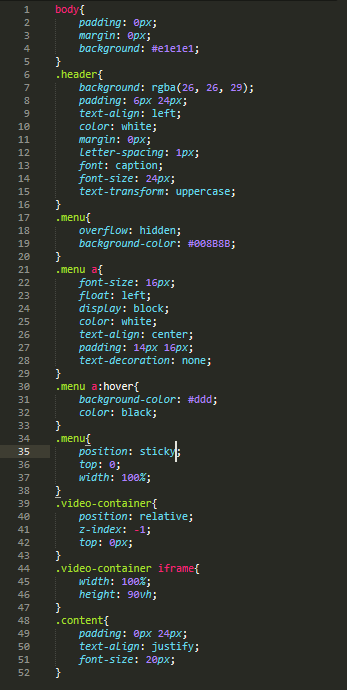 1 body{
2 padding: 0px;
3 margin: 0px;
4 background: #e1e1e1;
5 }
6 .header{
7 background: rgba(26, 26, 29);
8 padding: 6px 24px;
9 text-align: left;
10 color: white;
11 margin: 0px;
12 letter-spacing: 1px;
13 font: caption;
14 font-size: 24px;
15 text-transform: uppercase;
16 }
17 .menu{
18 overflow: hidden;
19 background-color: #008B8B;
20 }
21 .menu a{
22 font-size: 16px;
23 float: left;
24 display: block;
25 color: white;
26 text-align: center;
27 padding: 14px 16px;
28 text-decoration: none;
29 }
30 .menu a:hover{
31 background-color: #ddd;
32 color: black;
33 }
34 .menu{
35 position: sticky;
36 top: 0;
37 width: 100%;
38 }
39 .video-container{
40 position: relative;
41 z-index: -1;
42 top: 0px;
43 }
44 .video-container iframe{
45 width: 100%;
46 height: 90vh;
47 }
48 .content{
49 padding: 0px 24px;
50 text-align: justify;
51 font-size: 20px;
52 }